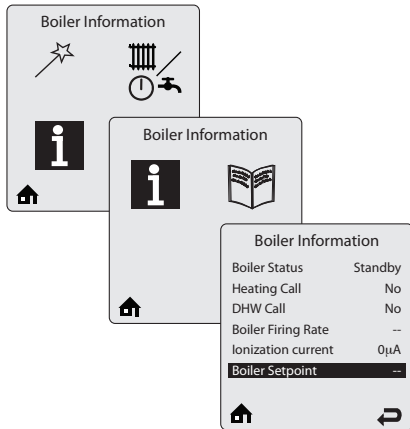 Boiler Information
Boiler Information
Boiler Information
Boiler Status Standby
Heating Call No
DHW Call No
Boiler Firing Rate --
Ionization current 0µA
Boiler Setpoint --